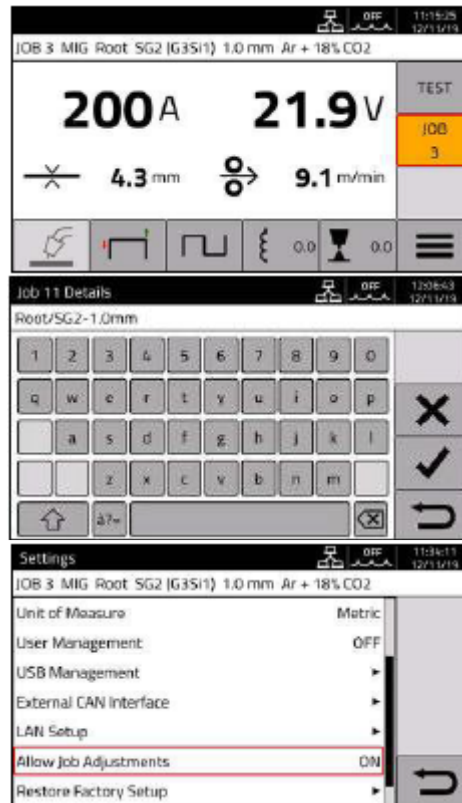 OFF 11:15:25
12/11/19
JOB 3 MIG Root SG2 (G3Si1) 1.0 mm Ar + 18% CO2
TEST
200 A 21.9 V
JOB
3
4.3 mm 9.1 m/min
0.0 0.0
Job 11 Details OFF 12:06:43
12/11/19
Root/SG2-1.0mm
1 2 3 4 5 6 7 8 9 0
q w e r t y u i o p
a s d f g h j k l
z x c v b n m
à?=
Settings OFF 11:34:11
12/11/19
JOB 3 MIG Root SG2 (G3Si1) 1.0 mm Ar + 18% CO2
Unit of Measure Metric
User Management OFF
USB Management
External CAN Interface
LAN Setup
Allow Job Adjustments ON
Restore Factory Setup